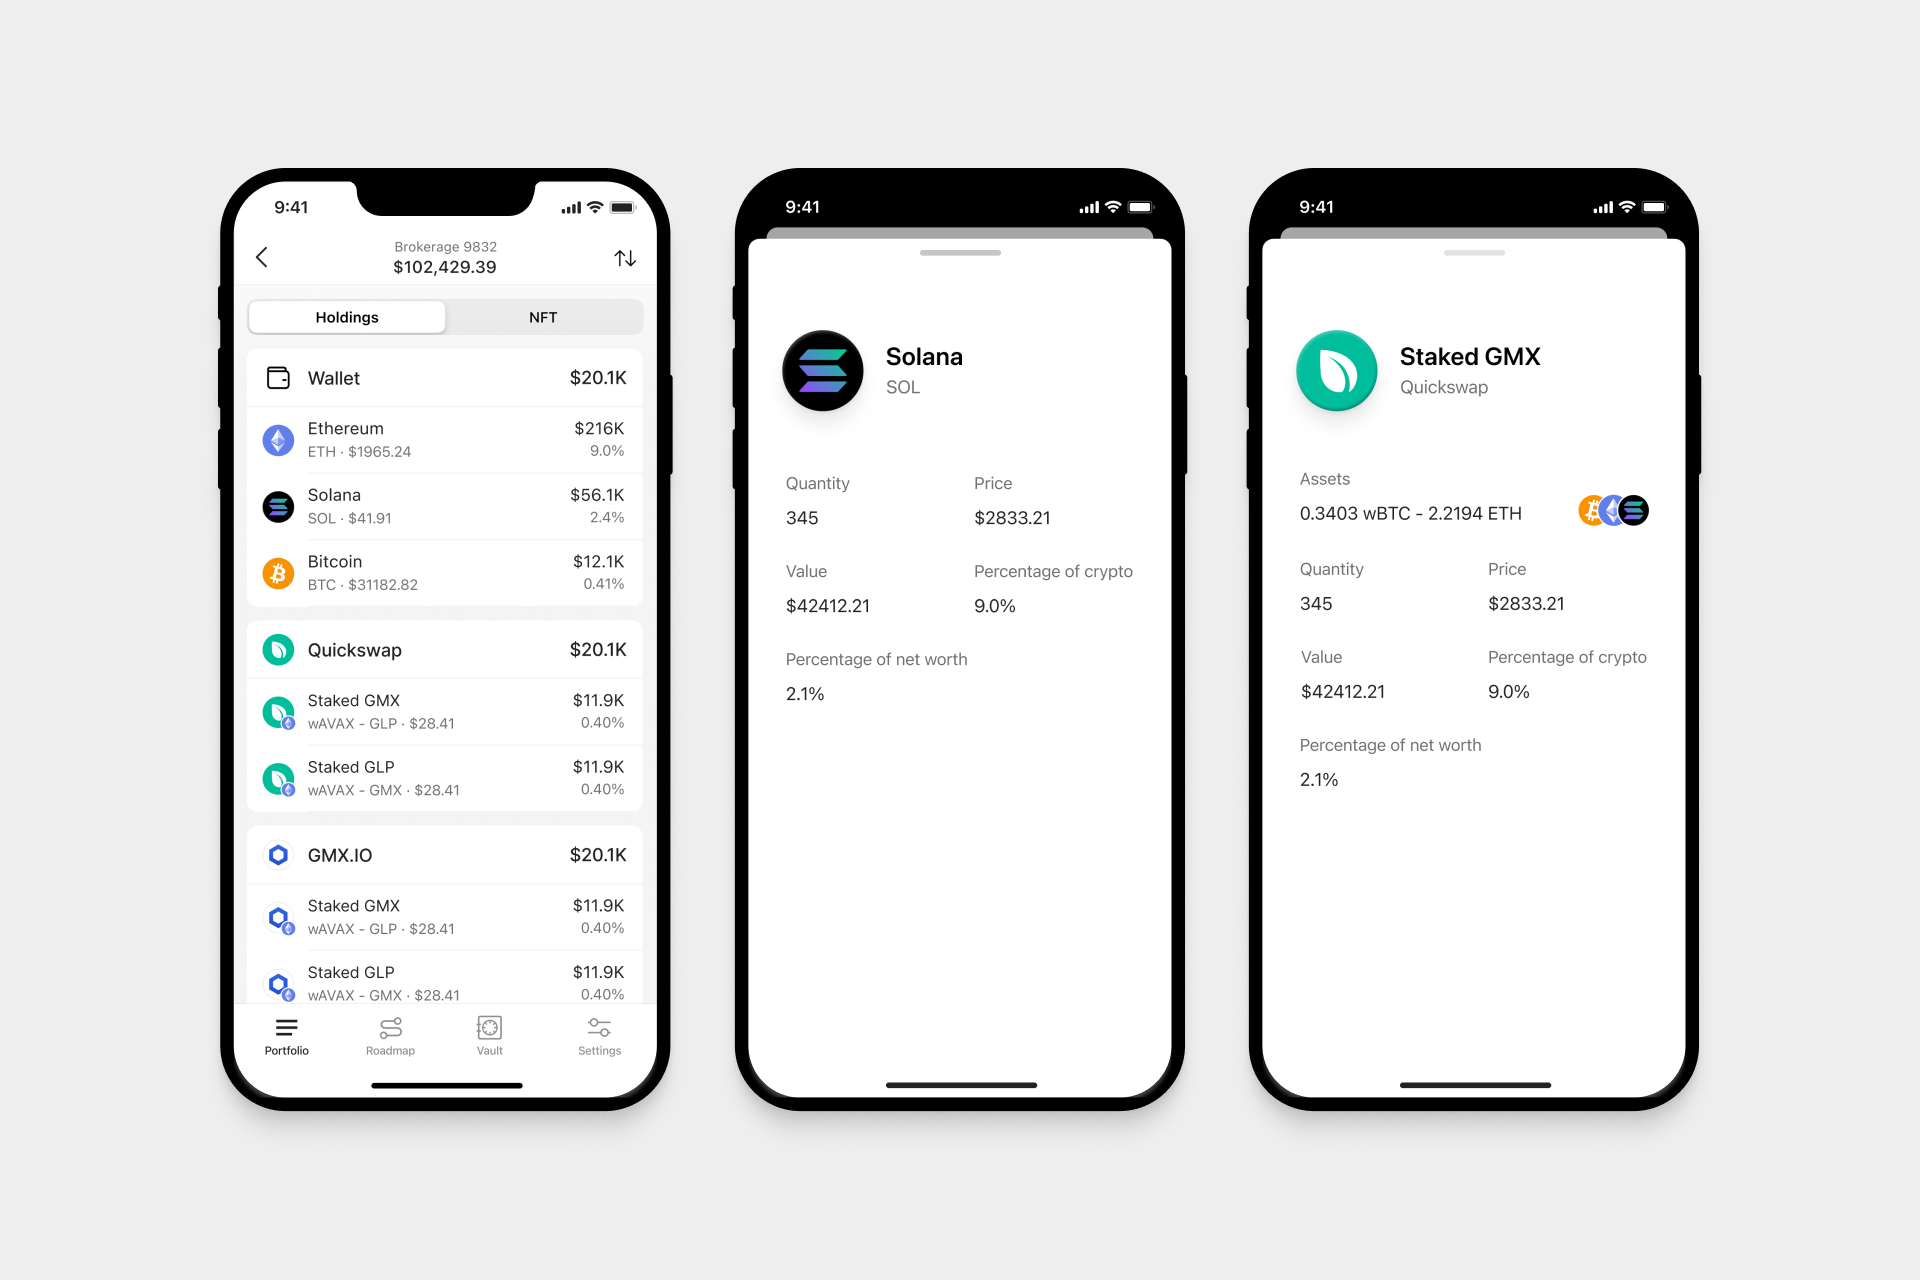 9:41
Brokerage 9832
$102,429.39
Holdings NFT
Wallet $20.1K
Ethereum $216K
ETH · $1965.24 9.0%
Solana $56.1K
SOL · $41.91 2.4%
Bitcoin $12.1K
BTC · $31182.82 0.41%
Quickswap $20.1K
Staked GMX $11.9K
wAVAX - GLP · $28.41 0.40%
Staked GLP $11.9K
wAVAX - GMX · $28.41 0.40%
GMX.IO $20.1K
Staked GMX $11.9K
wAVAX - GLP · $28.41 0.40%
Staked GLP $11.9K
wAVAX - GMX · $28.41 0.40%
Portfolio Roadmap Vault Settings
9:41
Solana
SOL
Quantity Price
345 $2833.21
Value Percentage of crypto
$42412.21 9.0%
Percentage of net worth
2.1%
9:41
Staked GMX
Quickswap
Assets
0.3403 wBTC - 2.2194 ETH
Quantity Price
345 $2833.21
Value Percentage of crypto
$42412.21 9.0%
Percentage of net worth
2.1%